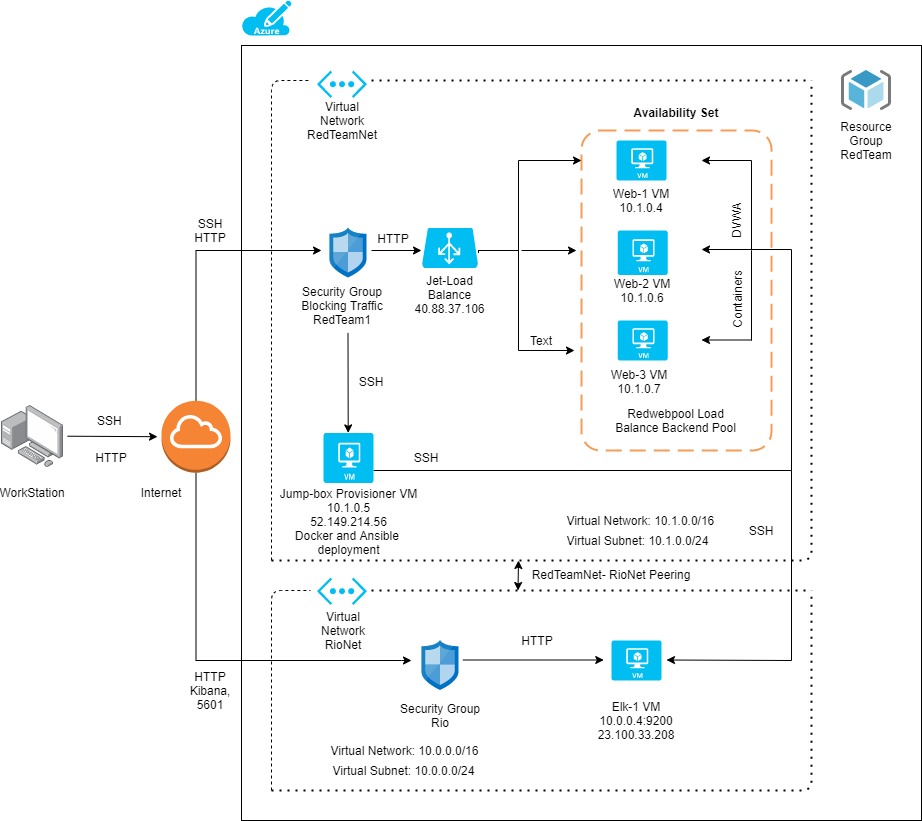 Azure
Virtual
Network
RedTeamNet
Availability Set
Resource
Group
RedTeam
VM
Web-1 VM
10.1.0.4
DVWA
SSH
HTTP
HTTP
Security Group
Blocking Traffic
RedTeam1
Jet-Load
Balance
40.88.37.106
VM
Web-2 VM
10.1.0.6
Containers
Text
VM
Web-3 VM
10.1.0.7
SSH
Redwebpool Load
Balance Backend Pool
SSH
HTTP
WorkStation
Internet
VM
SSH
Jump-box Provisioner VM
10.1.0.5
52.149.214.56
Docker and Ansible
deployment
Virtual Network: 10.1.0.0/16
Virtual Subnet: 10.1.0.0/24
SSH
RedTeamNet- RioNet Peering
Virtual
Network
RioNet
HTTP
Kibana,
5601
HTTP
Security Group
Rio
VM
Elk-1 VM
10.0.0.4:9200
23.100.33.208
Virtual Network: 10.0.0.0/16
Virtual Subnet: 10.0.0.0/24